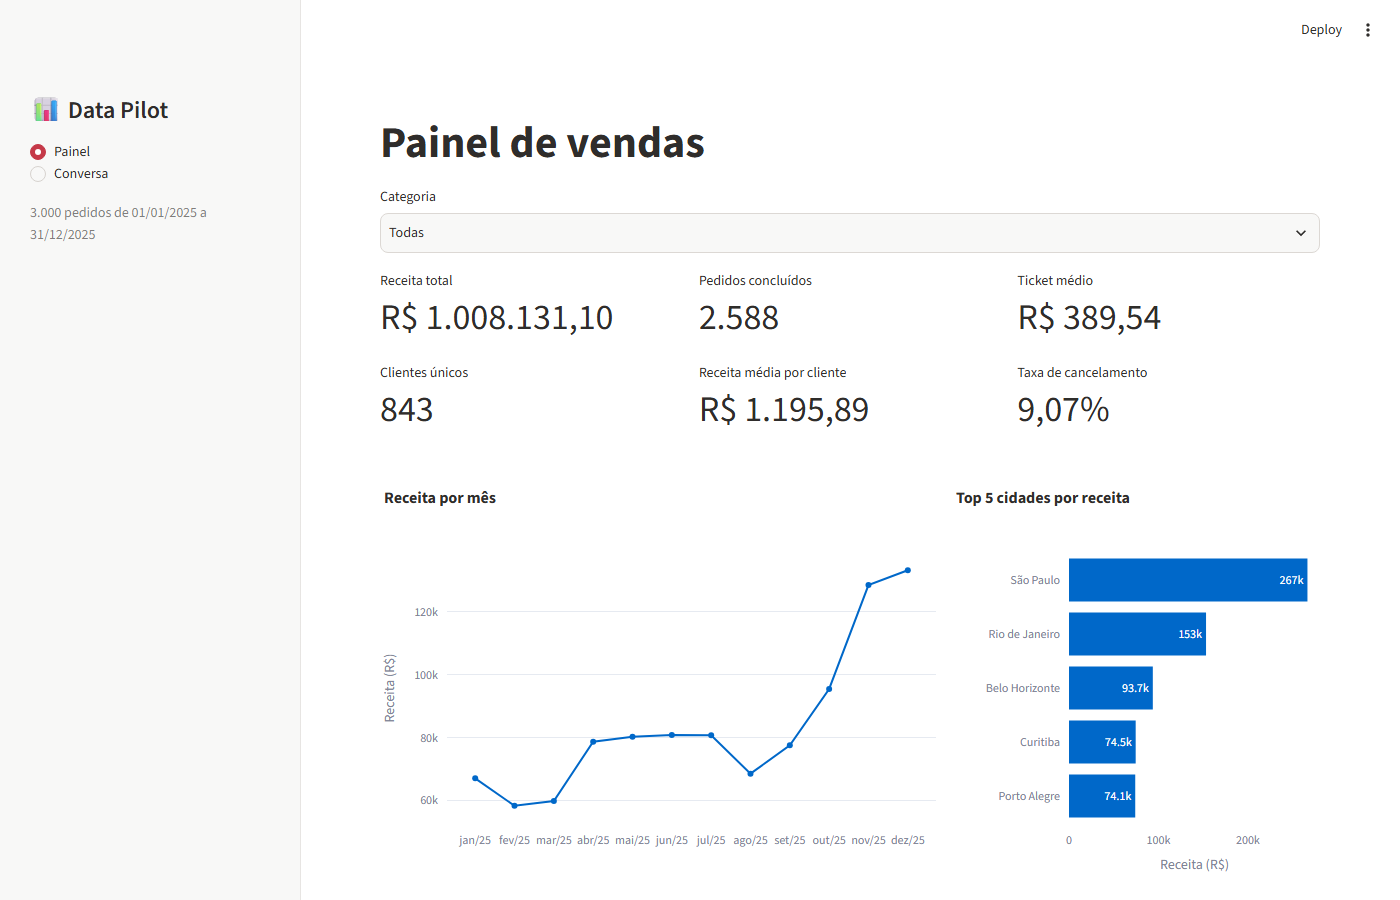 Deploy
Data Pilot
Painel
Conversa
3.000 pedidos de 01/01/2025 a
31/12/2025
Painel de vendas
Categoria
Todas
Receita total
R$ 1.008.131,10
Pedidos concluídos
2.588
Ticket médio
R$ 389,54
Clientes únicos
843
Receita média por cliente
R$ 1.195,89
Taxa de cancelamento
9,07%
Receita por mês
Receita (R$)
120k
100k
80k
60k
jan/25 fev/25 mar/25 abr/25 mai/25 jun/25 jul/25 ago/25 set/25 out/25 nov/25 dez/25
Top 5 cidades por receita
São Paulo 267k
Rio de Janeiro 153k
Belo Horizonte 93.7k
Curitiba 74.5k
Porto Alegre 74.1k
0 100k 200k
Receita (R$)